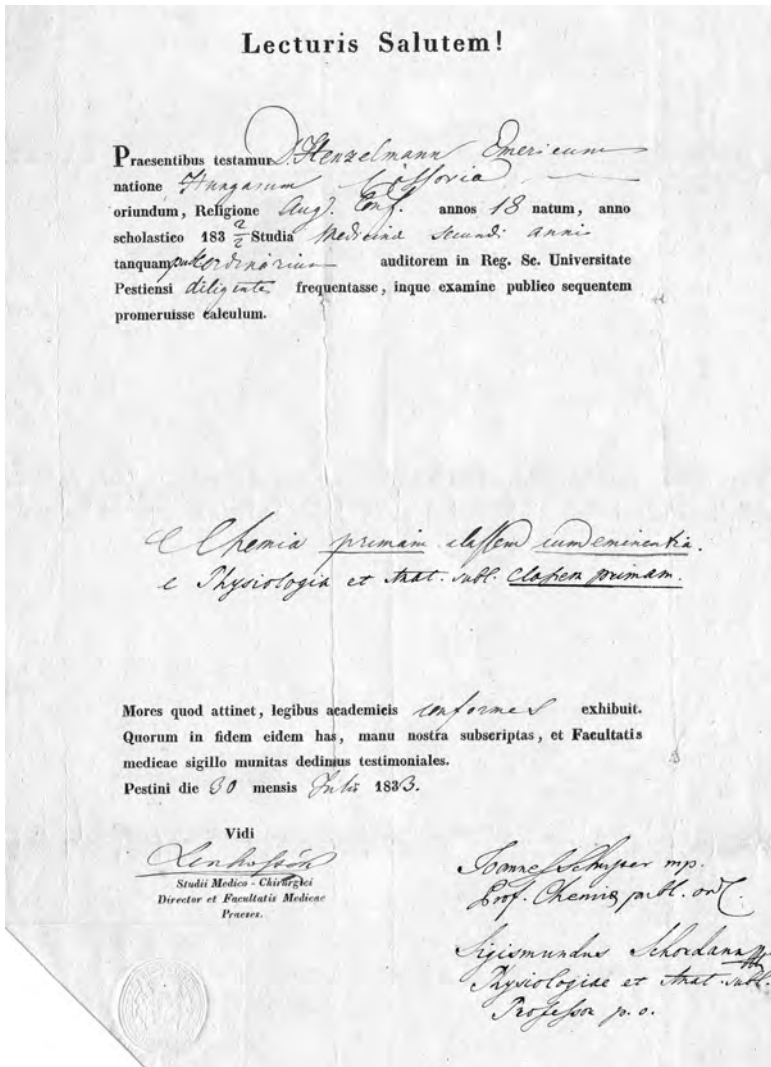 Lecturis Salutem!
Praesentibus testamur D. Henzelmann Emericum
natione Hungarum Cassovia
oriundum, Religione Aug. Conf. annos 18 natum, anno
scholastico 183 2/3 Studia Medicina secundi anni
tanquam publ. ordinarium auditorem in Reg. Sc. Universitate
Pestiensi diligenter frequentasse, inque examine publico sequentem
promeruisse calculum.
e Chemia primam classem cum eminentia.
e Physiologia et Anat. subl. classem primam.
Mores quod attinet, legibus academicis conformes exhibuit.
Quorum in fidem eidem has, manu nostra subscriptas, et Facultatis
medicae sigillo munitas dedimus testimoniales.
Pestini die 30 mensis Julii 1833.
Vidi
Lenhossék
Studii Medico-Chirurgici
Director et Facultatis Medicae
Praeses.
Joannes Schuster mp.
Prof. Chemiae publ. ord.
Sigismundus Schordann
Physiologiae et Anat. subl.
Professor p. o.